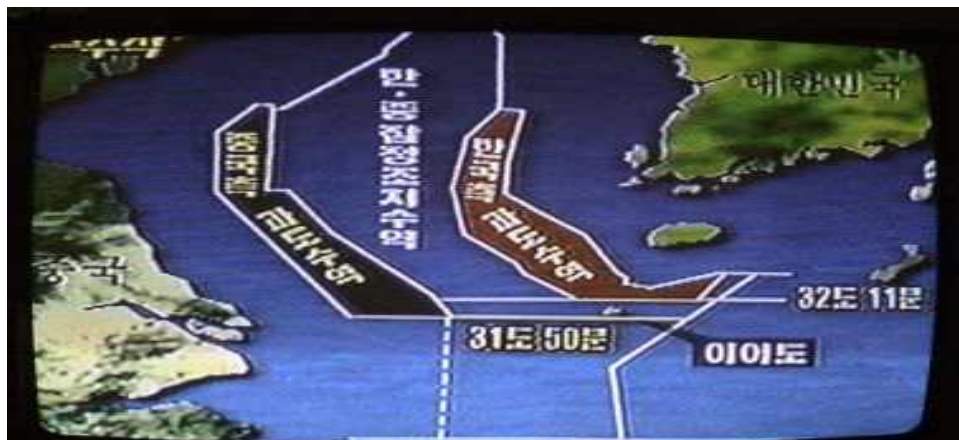 대한민국
한·중잠정조치수역
중국측
과도수역
한국측
과도수역
중국
32도 11분
31도 50분
이어도